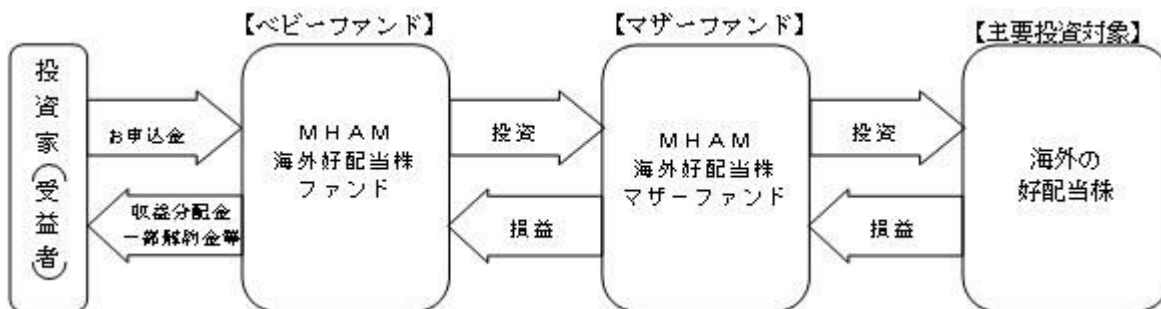 【ベビーファンド】
【マザーファンド】
【主要投資対象】
投資家（受益者）
お申込金
収益分配金
一部解約金等
ＭＨＡＭ
海外好配当株
ファンド
投資
損益
ＭＨＡＭ
海外好配当株
マザーファンド
投資
損益
海外の
好配当株